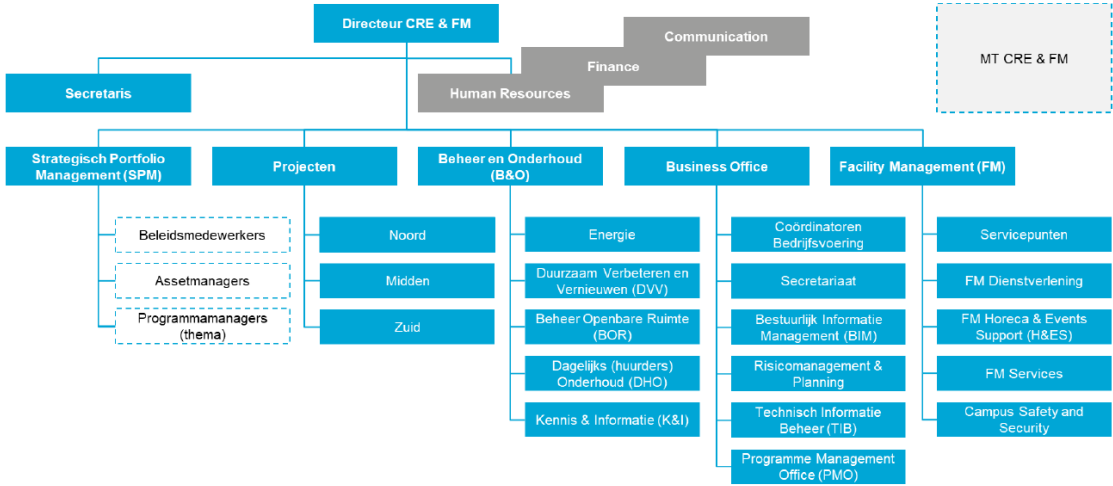 Directeur CRE & FM
Communication
Finance
Human Resources
MT CRE & FM
Secretaris
Strategisch Portfolio
Management (SPM)
Projecten
Beheer en Onderhoud
(B&O)
Business Office
Facility Management (FM)
Beleidsmedewerkers
Assetmanagers
Programmamanagers
(thema)
Noord
Midden
Zuid
Energie
Duurzaam Verbeteren en
Vernieuwen (DVV)
Beheer Openbare Ruimte
(BOR)
Dagelijks (huurders)
Onderhoud (DHO)
Kennis & Informatie (K&I)
Coördinatoren
Bedrijfsvoering
Secretariaat
Bestuurlijk Informatie
Management (BIM)
Risicomanagement &
Planning
Technisch Informatie
Beheer (TIB)
Programme Management
Office (PMO)
Servicepunten
FM Dienstverlening
FM Horeca & Events
Support (H&ES)
FM Services
Campus Safety and
Security